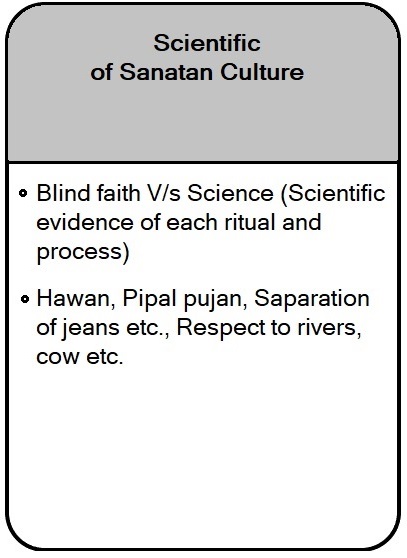 Scientific
of Sanatan Culture
Blind faith V/s Science (Scientific
evidence of each ritual and
process)
Hawan, Pipal pujan, Saparation
of jeans etc., Respect to rivers,
cow etc.